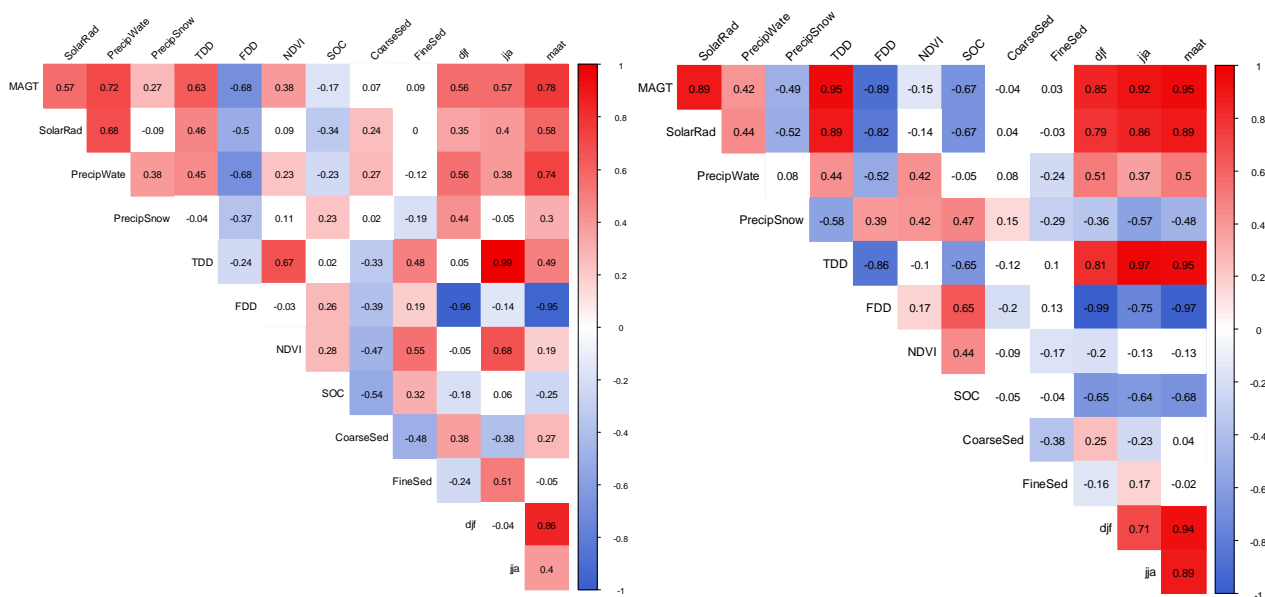 SolarRad PrecipWate PrecipSnow TDD FDD NDVI SOC CoarseSed FineSed djf jja maat
MAGT 0.57 0.72 0.27 0.63 -0.68 0.38 -0.17 0.07 0.09 0.56 0.57 0.78
SolarRad 0.68 -0.09 0.46 -0.5 0.09 -0.34 0.24 0 0.35 0.4 0.58
PrecipWate 0.38 0.45 -0.68 0.23 -0.23 0.27 -0.12 0.56 0.38 0.74
PrecipSnow -0.04 -0.37 0.11 0.23 0.02 -0.19 0.44 -0.05 0.3
TDD -0.24 0.67 0.02 -0.33 0.48 0.05 0.99 0.49
FDD -0.03 0.26 -0.39 0.19 -0.96 -0.14 -0.95
NDVI 0.28 -0.47 0.55 -0.05 0.68 0.19
SOC -0.54 0.32 -0.18 0.06 -0.25
CoarseSed -0.48 0.38 -0.38 0.27
FineSed -0.24 0.51 -0.05
djf -0.04 0.86
jja 0.4
1
0.8
0.6
0.4
0.2
0
-0.2
-0.4
-0.6
-0.8
-1
SolarRad PrecipWate PrecipSnow TDD FDD NDVI SOC CoarseSed FineSed djf jja maat
MAGT 0.89 0.42 -0.49 0.95 -0.89 -0.15 -0.67 -0.04 0.03 0.85 0.92 0.95
SolarRad 0.44 -0.52 0.89 -0.82 -0.14 -0.67 0.04 -0.03 0.79 0.86 0.89
PrecipWate 0.08 0.44 -0.52 0.42 -0.05 0.08 -0.24 0.51 0.37 0.5
PrecipSnow -0.58 0.39 0.42 0.47 0.15 -0.29 -0.36 -0.57 -0.48
TDD -0.86 -0.1 -0.65 -0.12 0.1 0.81 0.97 0.95
FDD 0.17 0.65 -0.2 0.13 -0.99 -0.75 -0.97
NDVI 0.44 -0.09 -0.17 -0.2 -0.13 -0.13
SOC -0.05 -0.04 -0.65 -0.64 -0.68
CoarseSed -0.38 0.25 -0.23 0.04
FineSed -0.16 0.17 -0.02
djf 0.71 0.94
jja 0.89
1
0.8
0.6
0.4
0.2
0
-0.2
-0.4
-0.6
-0.8
-1